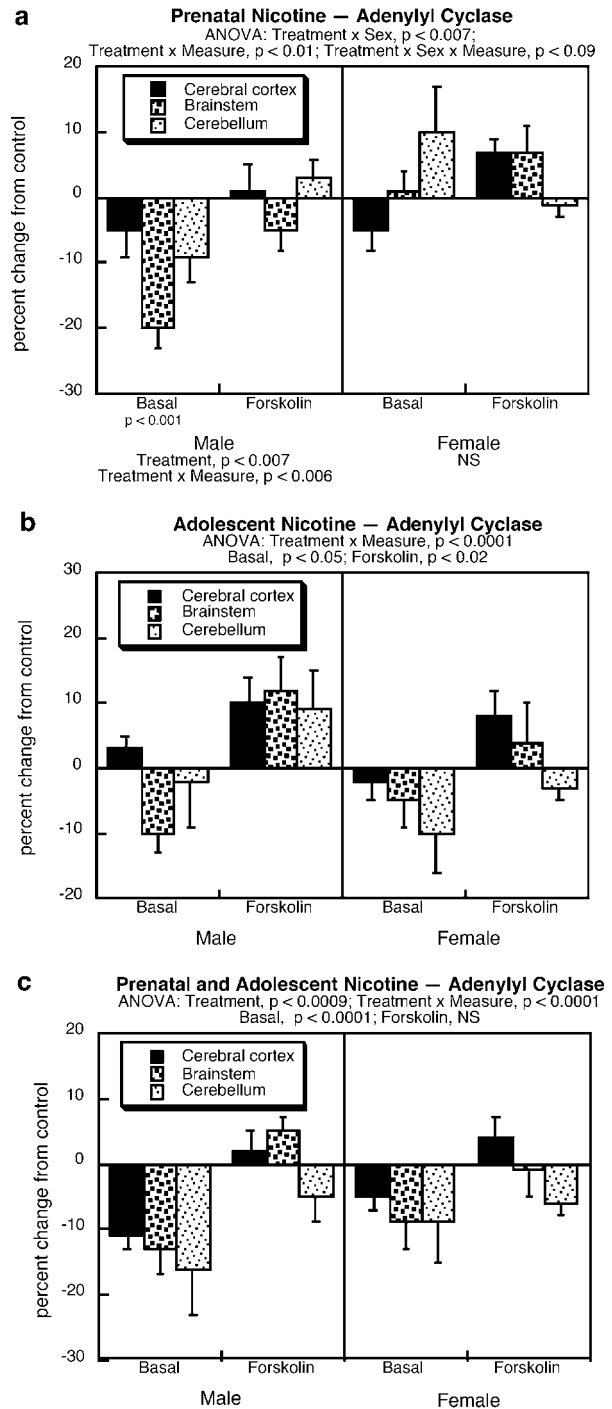 a
Prenatal Nicotine — Adenylyl Cyclase
ANOVA: Treatment x Sex, p < 0.007;
Treatment x Measure, p < 0.01; Treatment x Sex x Measure, p < 0.09
percent change from control
20
10
0
-10
-20
-30
Cerebral cortex
Brainstem
Cerebellum
Basal
Forskolin
Basal
Forskolin
p < 0.001
Male
Female
Treatment, p < 0.007
NS
Treatment x Measure, p < 0.006
b
Adolescent Nicotine — Adenylyl Cyclase
ANOVA: Treatment x Measure, p < 0.0001
Basal, p < 0.05; Forskolin, p < 0.02
percent change from control
30
20
10
0
-10
-20
Cerebral cortex
Brainstem
Cerebellum
Basal
Forskolin
Basal
Forskolin
Male
Female
c
Prenatal and Adolescent Nicotine — Adenylyl Cyclase
ANOVA: Treatment, p < 0.0009; Treatment x Measure, p < 0.0001
Basal, p < 0.0001; Forskolin, NS
percent change from control
20
10
0
-10
-20
-30
Cerebral cortex
Brainstem
Cerebellum
Basal
Forskolin
Basal
Forskolin
Male
Female